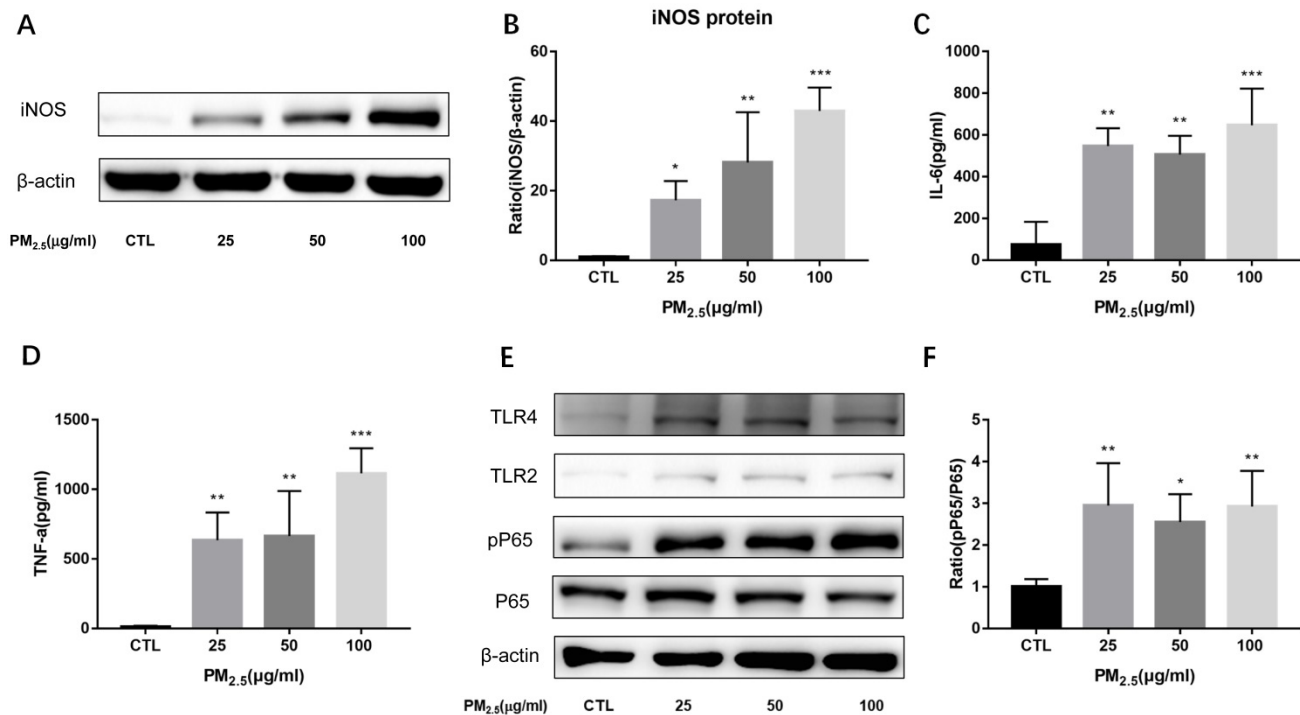 A
iNOS
β-actin
PM2.5(μg/ml) CTL 25 50 100
B
iNOS protein
Ratio(iNOS/β-actin)
60
40
20
0
* ** ***
CTL 25 50 100
PM2.5(μg/ml)
C
IL-6(pg/ml)
1000
800
600
400
200
0
** ** ***
CTL 25 50 100
PM2.5(μg/ml)
D
TNF-a(pg/ml)
1500
1000
500
0
** ** ***
CTL 25 50 100
PM2.5(μg/ml)
E
TLR4
TLR2
pP65
P65
β-actin
PM2.5(μg/ml) CTL 25 50 100
F
Ratio(pP65/P65)
5
4
3
2
1
0
** * **
CTL 25 50 100
PM2.5(μg/ml)